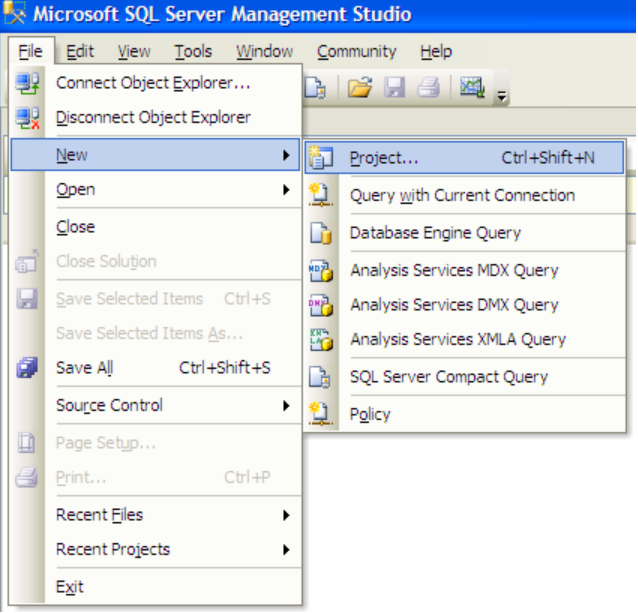 Microsoft SQL Server Management Studio
File Edit View Tools Window Community Help
Connect Object Explorer...
Disconnect Object Explorer
New
Open
Close
Close Solution
Save Selected Items Ctrl+S
Save Selected Items As...
Save All Ctrl+Shift+S
Source Control
Page Setup...
Print... Ctrl+P
Recent Files
Recent Projects
Exit
Project... Ctrl+Shift+N
Query with Current Connection
Database Engine Query
MDX Analysis Services MDX Query
DMX Analysis Services DMX Query
Analysis Services XMLA Query
SQL Server Compact Query
Policy